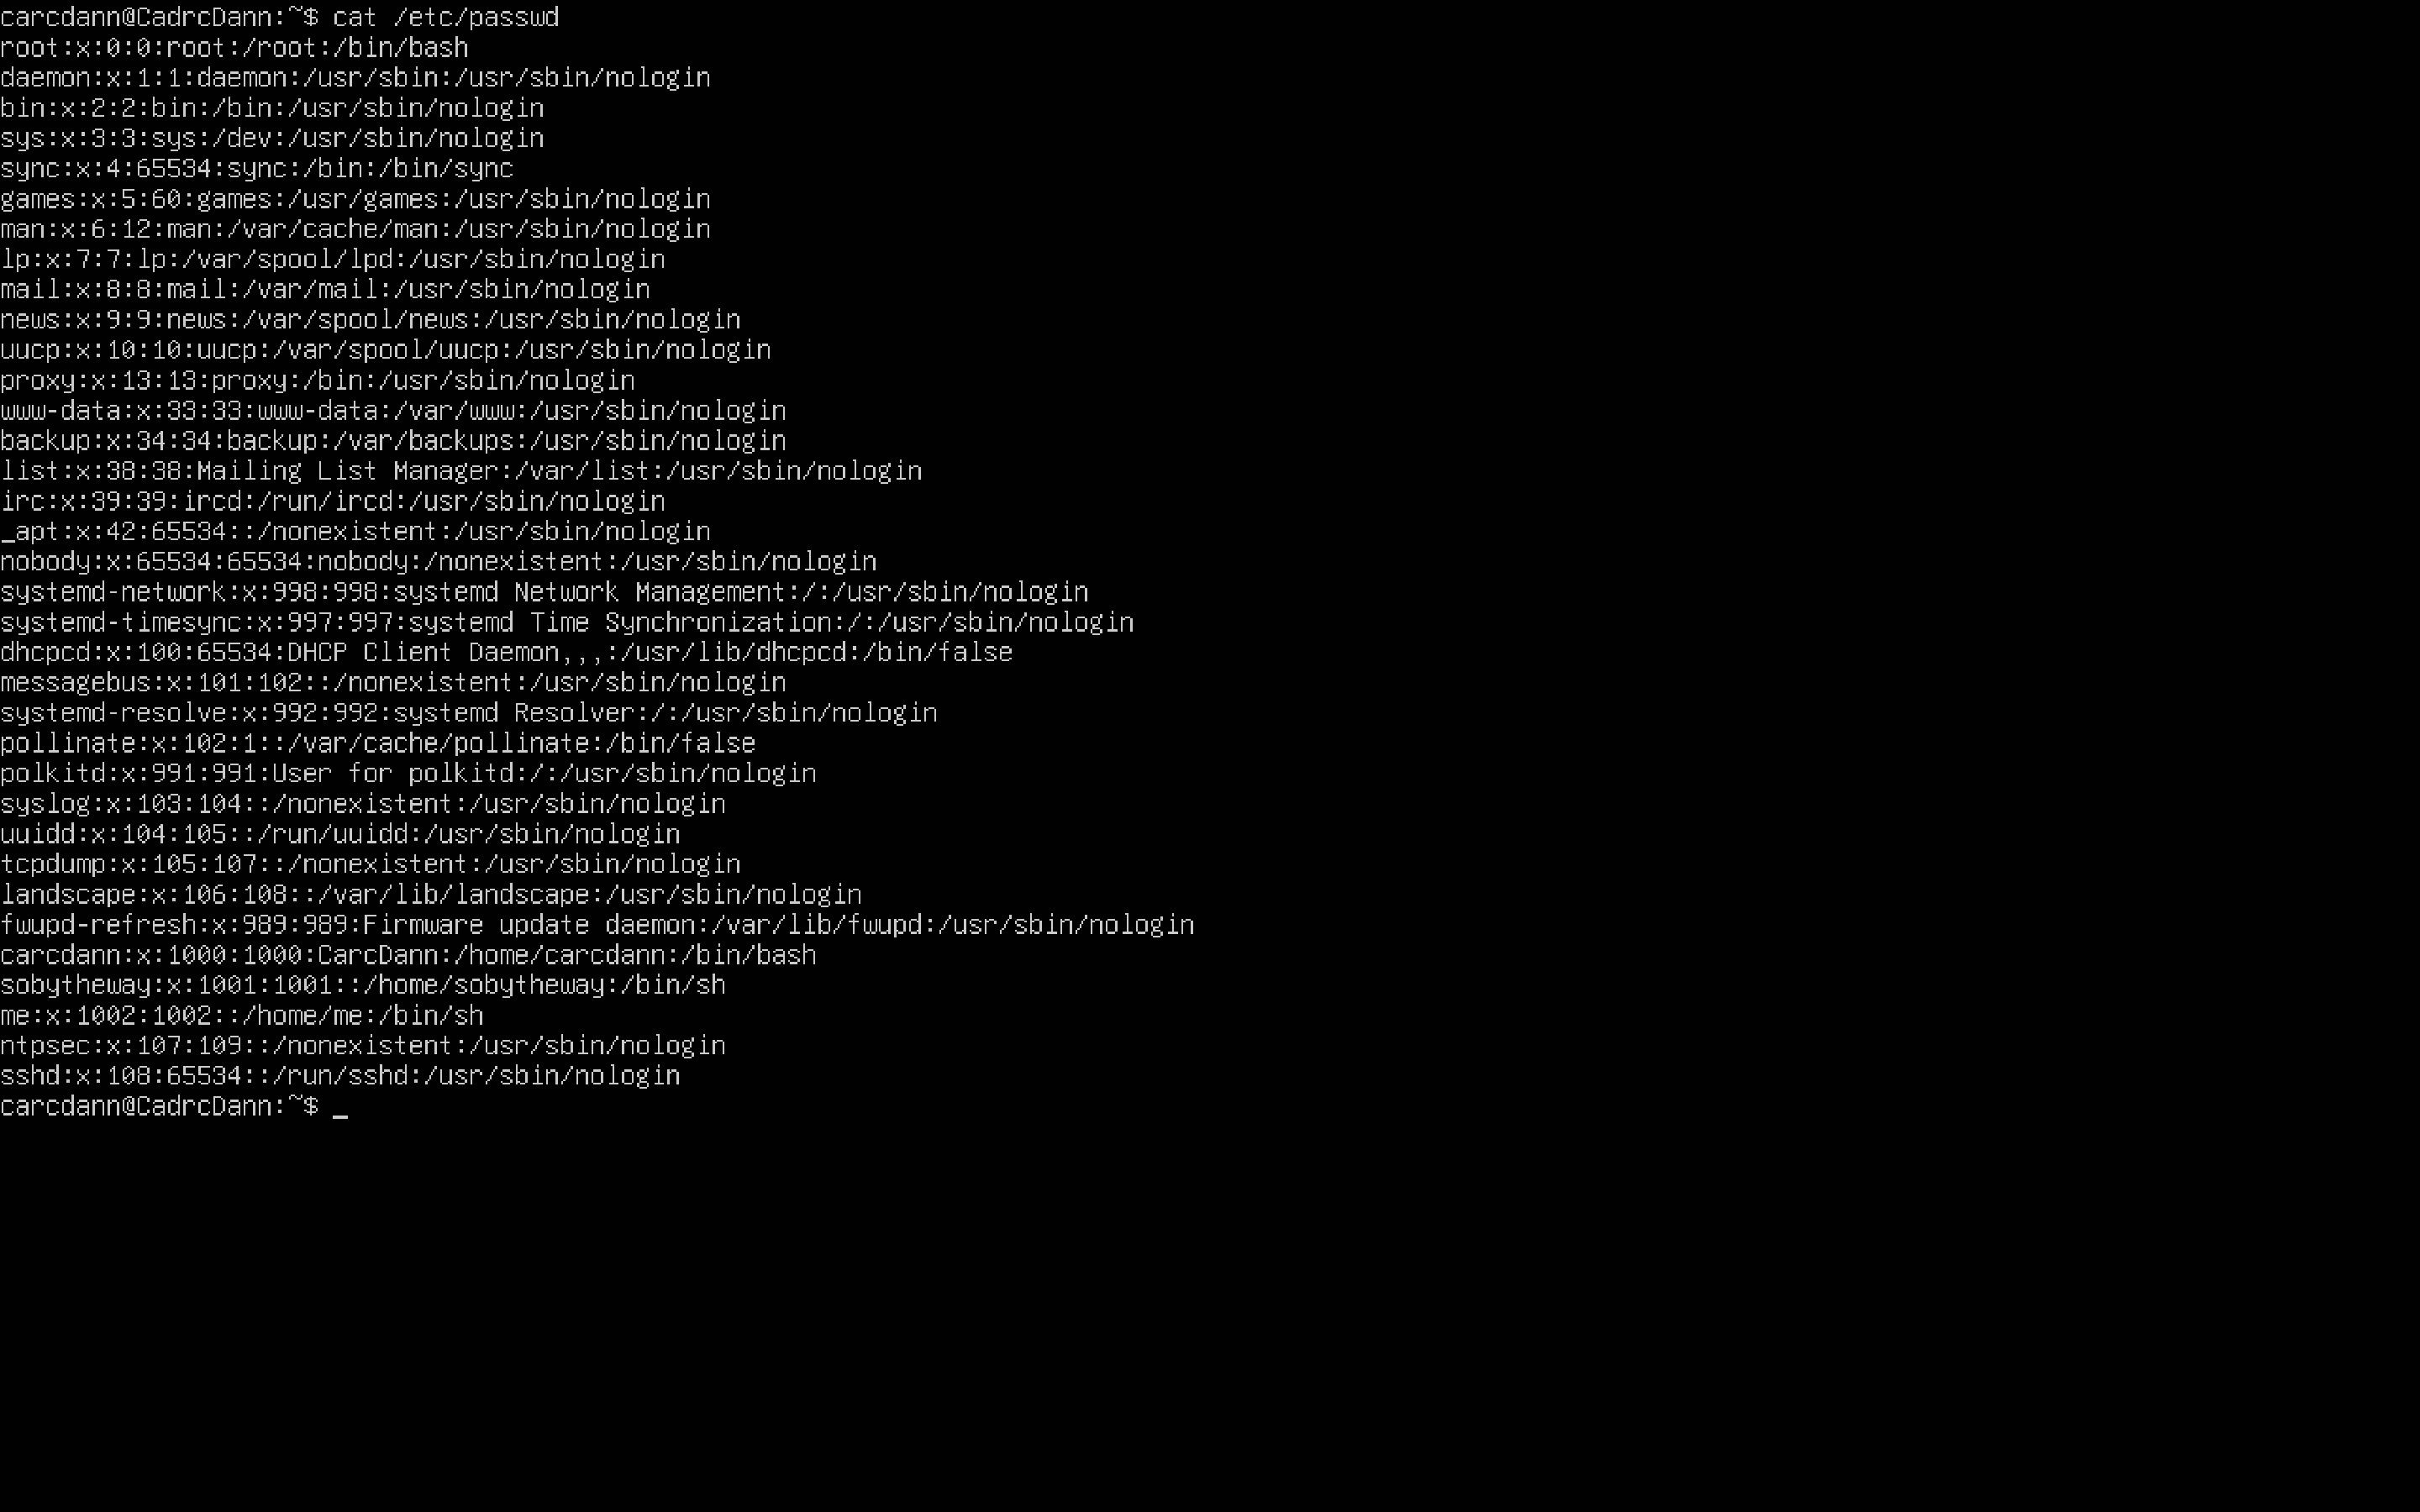 carcdann@CadrcDann:~$ cat /etc/passwd
root:x:0:0:root:/root:/bin/bash
daemon:x:1:1:daemon:/usr/sbin:/usr/sbin/nologin
bin:x:2:2:bin:/bin:/usr/sbin/nologin
sys:x:3:3:sys:/dev:/usr/sbin/nologin
sync:x:4:65534:sync:/bin:/bin/sync
games:x:5:60:games:/usr/games:/usr/sbin/nologin
man:x:6:12:man:/var/cache/man:/usr/sbin/nologin
lp:x:7:7:lp:/var/spool/lpd:/usr/sbin/nologin
mail:x:8:8:mail:/var/mail:/usr/sbin/nologin
news:x:9:9:news:/var/spool/news:/usr/sbin/nologin
uucp:x:10:10:uucp:/var/spool/uucp:/usr/sbin/nologin
proxy:x:13:13:proxy:/bin:/usr/sbin/nologin
www-data:x:33:33:www-data:/var/www:/usr/sbin/nologin
backup:x:34:34:backup:/var/backups:/usr/sbin/nologin
list:x:38:38:Mailing List Manager:/var/list:/usr/sbin/nologin
irc:x:39:39:ircd:/run/ircd:/usr/sbin/nologin
_apt:x:42:65534::/nonexistent:/usr/sbin/nologin
nobody:x:65534:65534:nobody:/nonexistent:/usr/sbin/nologin
systemd-network:x:998:998:systemd Network Management:/:/usr/sbin/nologin
systemd-timesync:x:997:997:systemd Time Synchronization:/:/usr/sbin/nologin
dhcpcd:x:100:65534:DHCP Client Daemon,,,:/usr/lib/dhcpcd:/bin/false
messagebus:x:101:102::/nonexistent:/usr/sbin/nologin
systemd-resolve:x:992:992:systemd Resolver:/:/usr/sbin/nologin
pollinate:x:102:1::/var/cache/pollinate:/bin/false
polkitd:x:991:991:User for polkitd:/:/usr/sbin/nologin
syslog:x:103:104::/nonexistent:/usr/sbin/nologin
uuidd:x:104:105::/run/uuidd:/usr/sbin/nologin
tcpdump:x:105:107::/nonexistent:/usr/sbin/nologin
landscape:x:106:108::/var/lib/landscape:/usr/sbin/nologin
fwupd-refresh:x:989:989:Firmware update daemon:/var/lib/fwupd:/usr/sbin/nologin
carcdann:x:1000:1000:CarcDann:/home/carcdann:/bin/bash
sobytheway:x:1001:1001::/home/sobytheway:/bin/sh
me:x:1002:1002::/home/me:/bin/sh
ntpsec:x:107:109::/nonexistent:/usr/sbin/nologin
sshd:x:108:65534::/run/sshd:/usr/sbin/nologin
carcdann@CadrcDann:~$ _